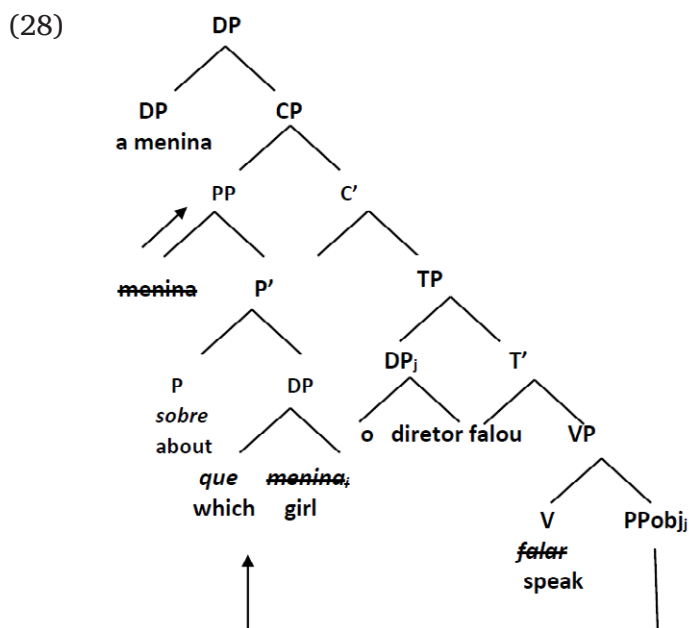 (28)
DP
DP CP
a menina
PP C’
menina P’ TP
DPⱼ T’
P DP
sobre o diretor falou VP
about
que meninaᵢ
which girl V PPobjⱼ
falar
speak